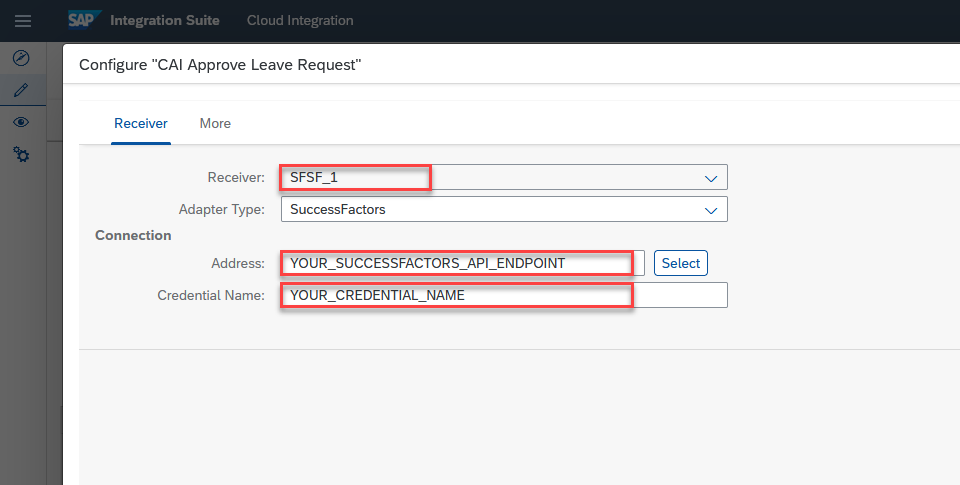 SAP Integration Suite Cloud Integration
Configure "CAI Approve Leave Request"
Receiver More
Receiver: SFSF_1
Adapter Type: SuccessFactors
Connection
Address: YOUR_SUCCESSFACTORS_API_ENDPOINT Select
Credential Name: YOUR_CREDENTIAL_NAME